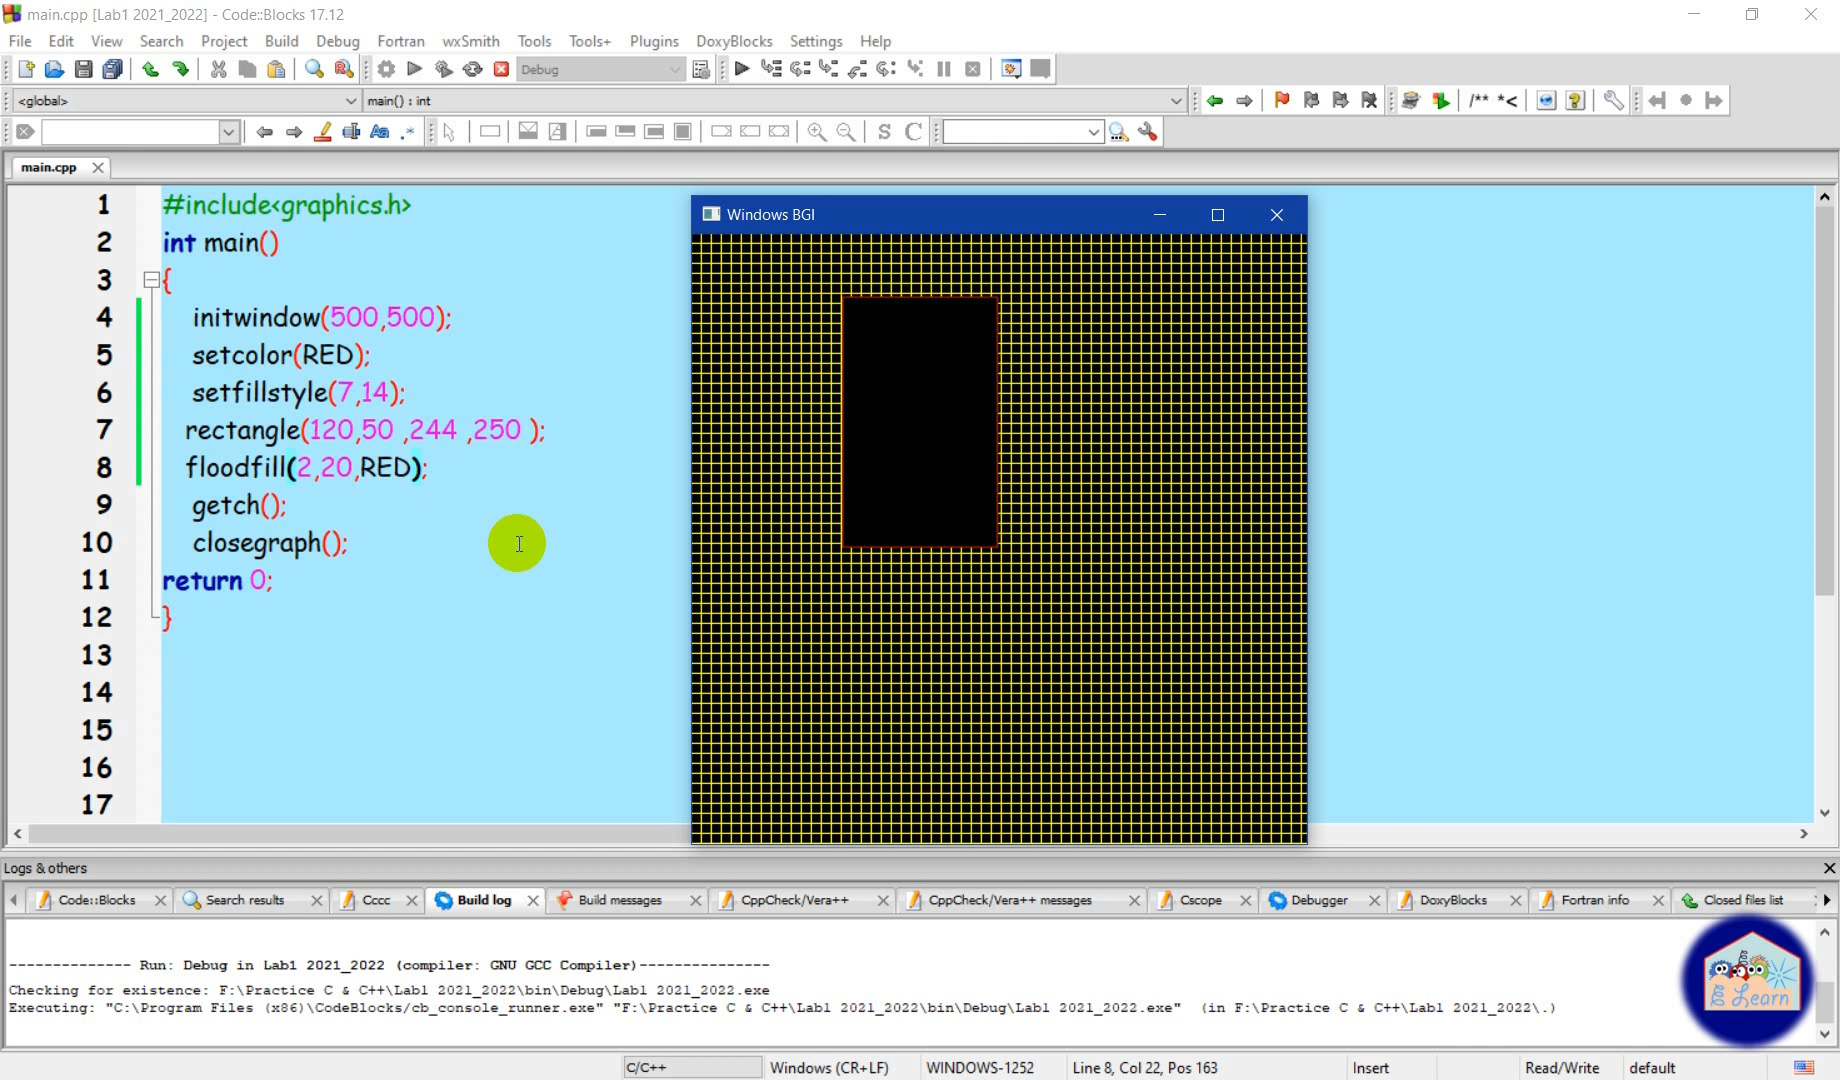 main.cpp [Lab1 2021_2022] - Code::Blocks 17.12
File Edit View Search Project Build Debug Fortran wxSmith Tools Tools+ Plugins DoxyBlocks Settings Help
Debug
<global> main() : int /** *<
Aa .* S C
main.cpp
1 #include<graphics.h>
2 int main()
3 {
4 initwindow(500,500);
5 setcolor(RED);
6 setfillstyle(7,14);
7 rectangle(120,50 ,244 ,250 );
8 floodfill(2,20,RED);
9 getch();
10 closegraph();
11 return 0;
12 }
13
14
15
16
17
Windows BGI
Logs & others
Code::Blocks Search results Cccc Build log Build messages CppCheck/Vera++ CppCheck/Vera++ messages Cscope Debugger DoxyBlocks Fortran info Closed files list
-------------- Run: Debug in Lab1 2021_2022 (compiler: GNU GCC Compiler)---------------
Checking for existence: F:\Practice C & C++\Lab1 2021_2022\bin\Debug\Lab1 2021_2022.exe
Executing: "C:\Program Files (x86)\CodeBlocks/cb_console_runner.exe" "F:\Practice C & C++\Lab1 2021_2022\bin\Debug\Lab1 2021_2022.exe" (in F:\Practice C & C++\Lab1 2021_2022\.)
Learn
C/C++ Windows (CR+LF) WINDOWS-1252 Line 8, Col 22, Pos 163 Insert Read/Write default